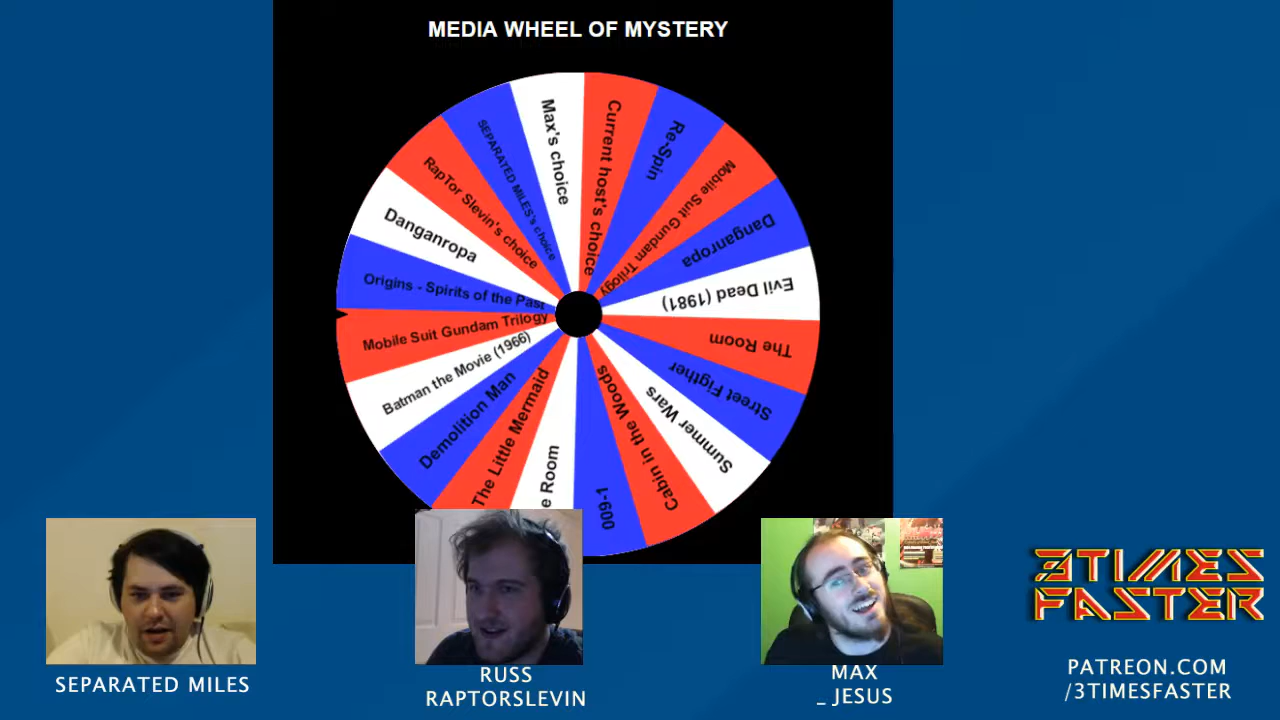 MEDIA WHEEL OF MYSTERY
Max's choice
Current host's choice
Re-Spin
Mobile Suit Gundam Trilogy
Danganropa
Evil Dead (1981)
The Room
Street Figther
Summer Wars
Cabin in the Woods
009-1
e Room
The Little Mermaid
Demolition Man
Batman the Movie (1966)
Mobile Suit Gundam Trilogy
Origins - Spirits of the Past
Danganropa
RapTor Slevin's choice
SEPARATED MILES's choice
SEPARATED MILES
RUSS
RAPTORSLEVIN
MAX
_ JESUS
3TIMES
FASTER
PATREON.COM
/3TIMESFASTER